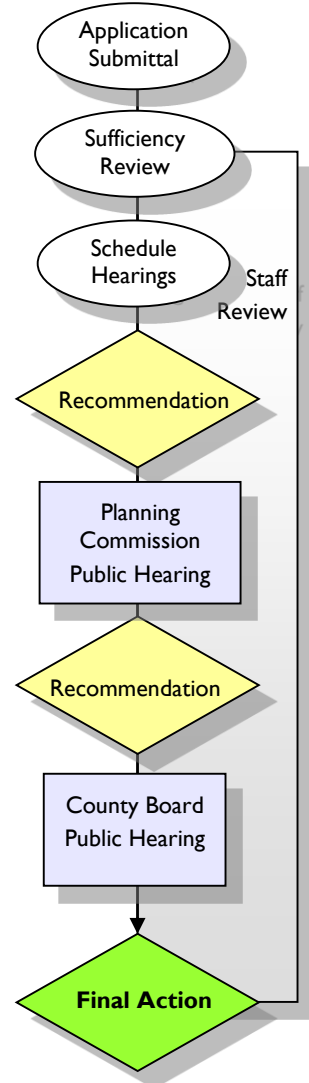 Application
Submittal
Sufficiency
Review
Schedule
Hearings
Staff
Review
Recommendation
Planning
Commission
Public Hearing
Recommendation
County Board
Public Hearing
Final Action